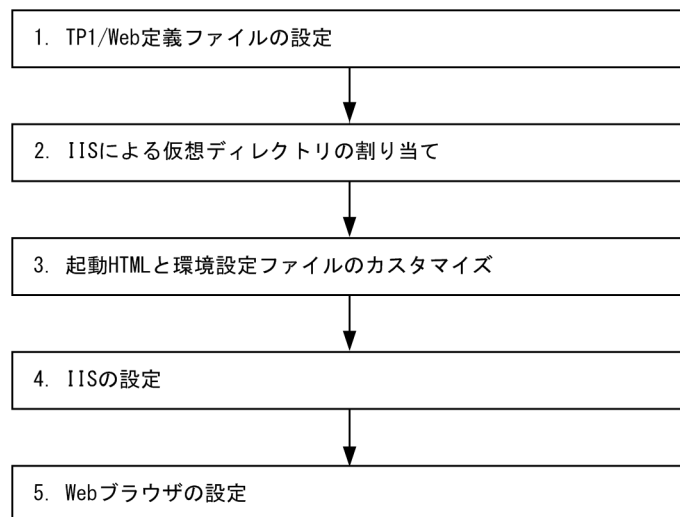 1. TP1/Web定義ファイルの設定
2. IISによる仮想ディレクトリの割り当て
3. 起動HTMLと環境設定ファイルのカスタマイズ
4. IISの設定
5. Webブラウザの設定